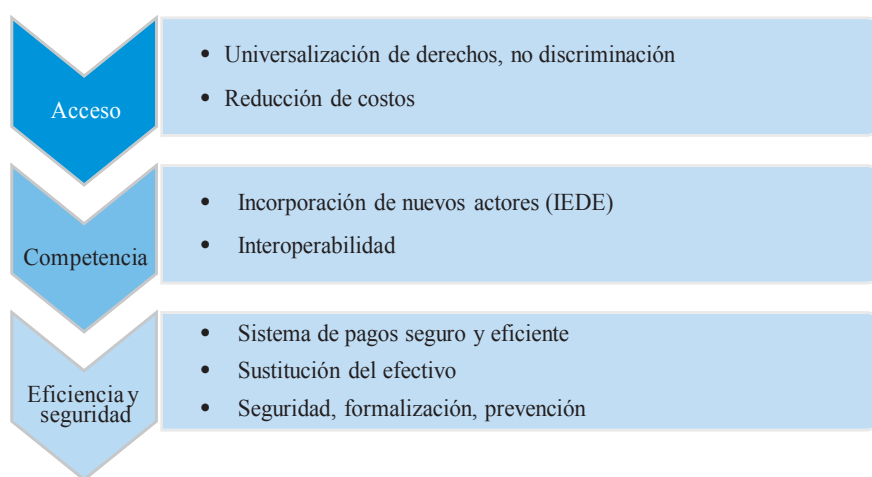 Acceso
• Universalización de derechos, no discriminación
• Reducción de costos
Competencia
• Incorporación de nuevos actores (IEDE)
• Interoperabilidad
Eficiencia y
seguridad
• Sistema de pagos seguro y eficiente
• Sustitución del efectivo
• Seguridad, formalización, prevención